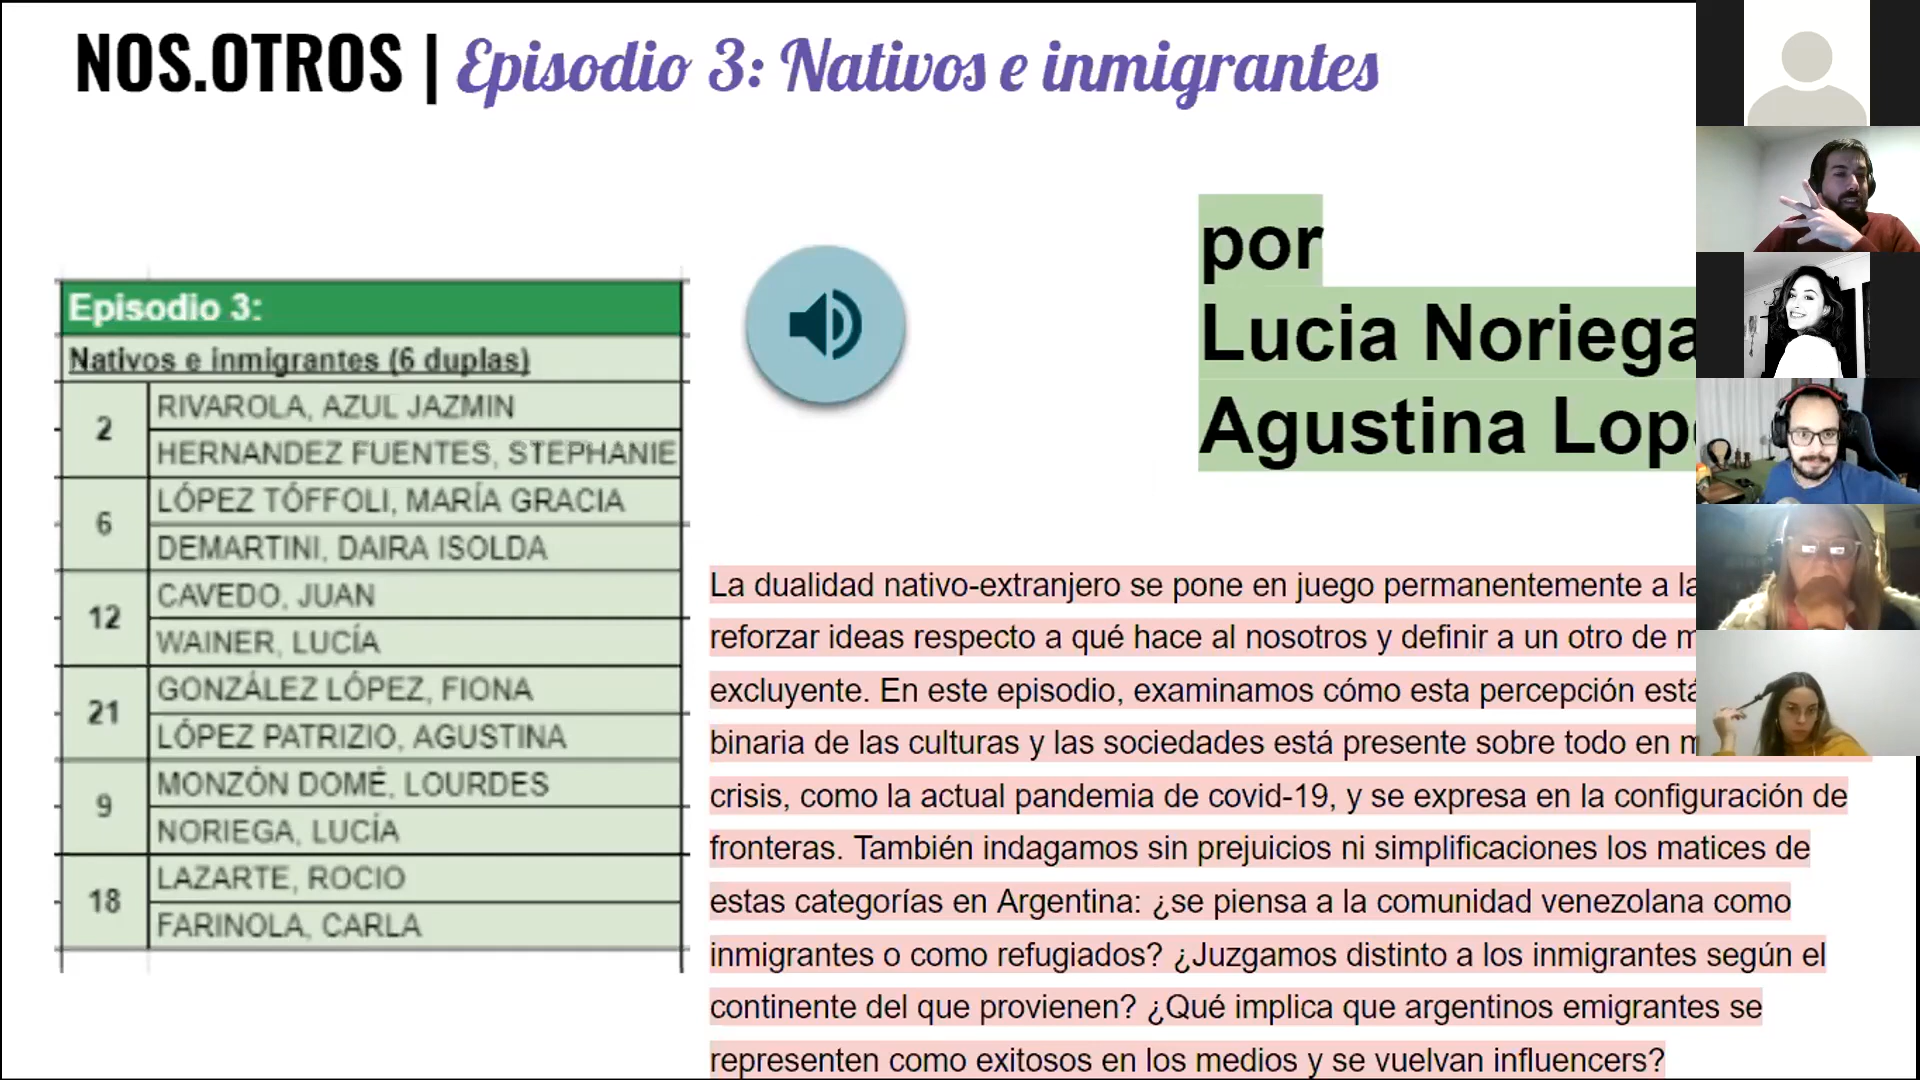 NOS.OTROS | Episodio 3: Nativos e inmigrantes
Episodio 3:
Nativos e inmigrantes (6 duplas)
2
RIVAROLA, AZUL JAZMIN
HERNANDEZ FUENTES, STEPHANIE
6
LÓPEZ TÓFFOLI, MARÍA GRACIA
DEMARTINI, DAIRA ISOLDA
12
CAVEDO, JUAN
WAINER, LUCÍA
21
GONZÁLEZ LÓPEZ, FIONA
LÓPEZ PATRIZIO, AGUSTINA
9
MONZÓN DOMÉ, LOURDES
NORIEGA, LUCÍA
18
LAZARTE, ROCIO
FARINOLA, CARLA
por
Lucia Noriega
Agustina
La dualidad nativo-extranjero se pone en juego permanentemente a
reforzar ideas respecto a qué hace al nosotros y definir a un otro de
excluyente. En este episodio, examinamos cómo esta percepción
binaria de las culturas y las sociedades está presente sobre todo en
crisis, como la actual pandemia de covid-19, y se expresa en la configuración de
fronteras. También indagamos sin prejuicios ni simplificaciones los matices de
estas categorías en Argentina: ¿se piensa a la comunidad venezolana como
inmigrantes o como refugiados? ¿Juzgamos distinto a los inmigrantes según el
continente del que provienen? ¿Qué implica que argentinos emigrantes se
representen como exitosos en los medios y se vuelvan influencers?